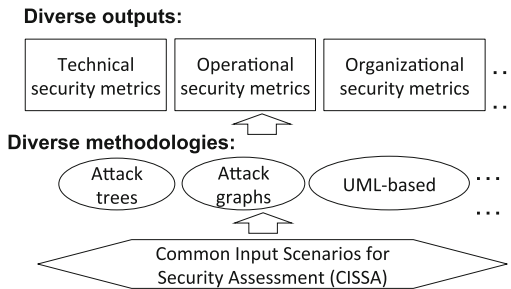 Diverse outputs:
Technical security metrics
Operational security metrics
Organizational security metrics
. .
. .
Diverse methodologies:
Attack trees
Attack graphs
UML-based
. . .
. . .
Common Input Scenarios for
Security Assessment (CISSA)